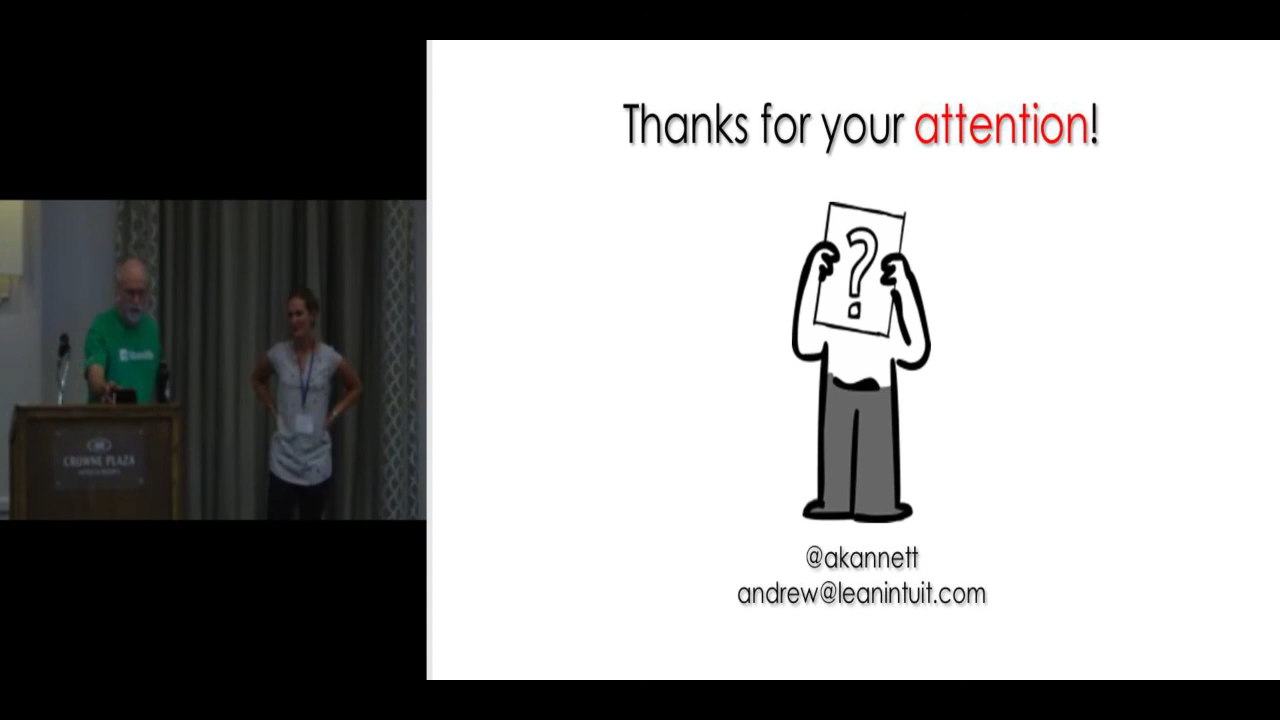 Thanks for your attention!
?
@akannett
andrew@leanintuit.com
CROWNE PLAZA